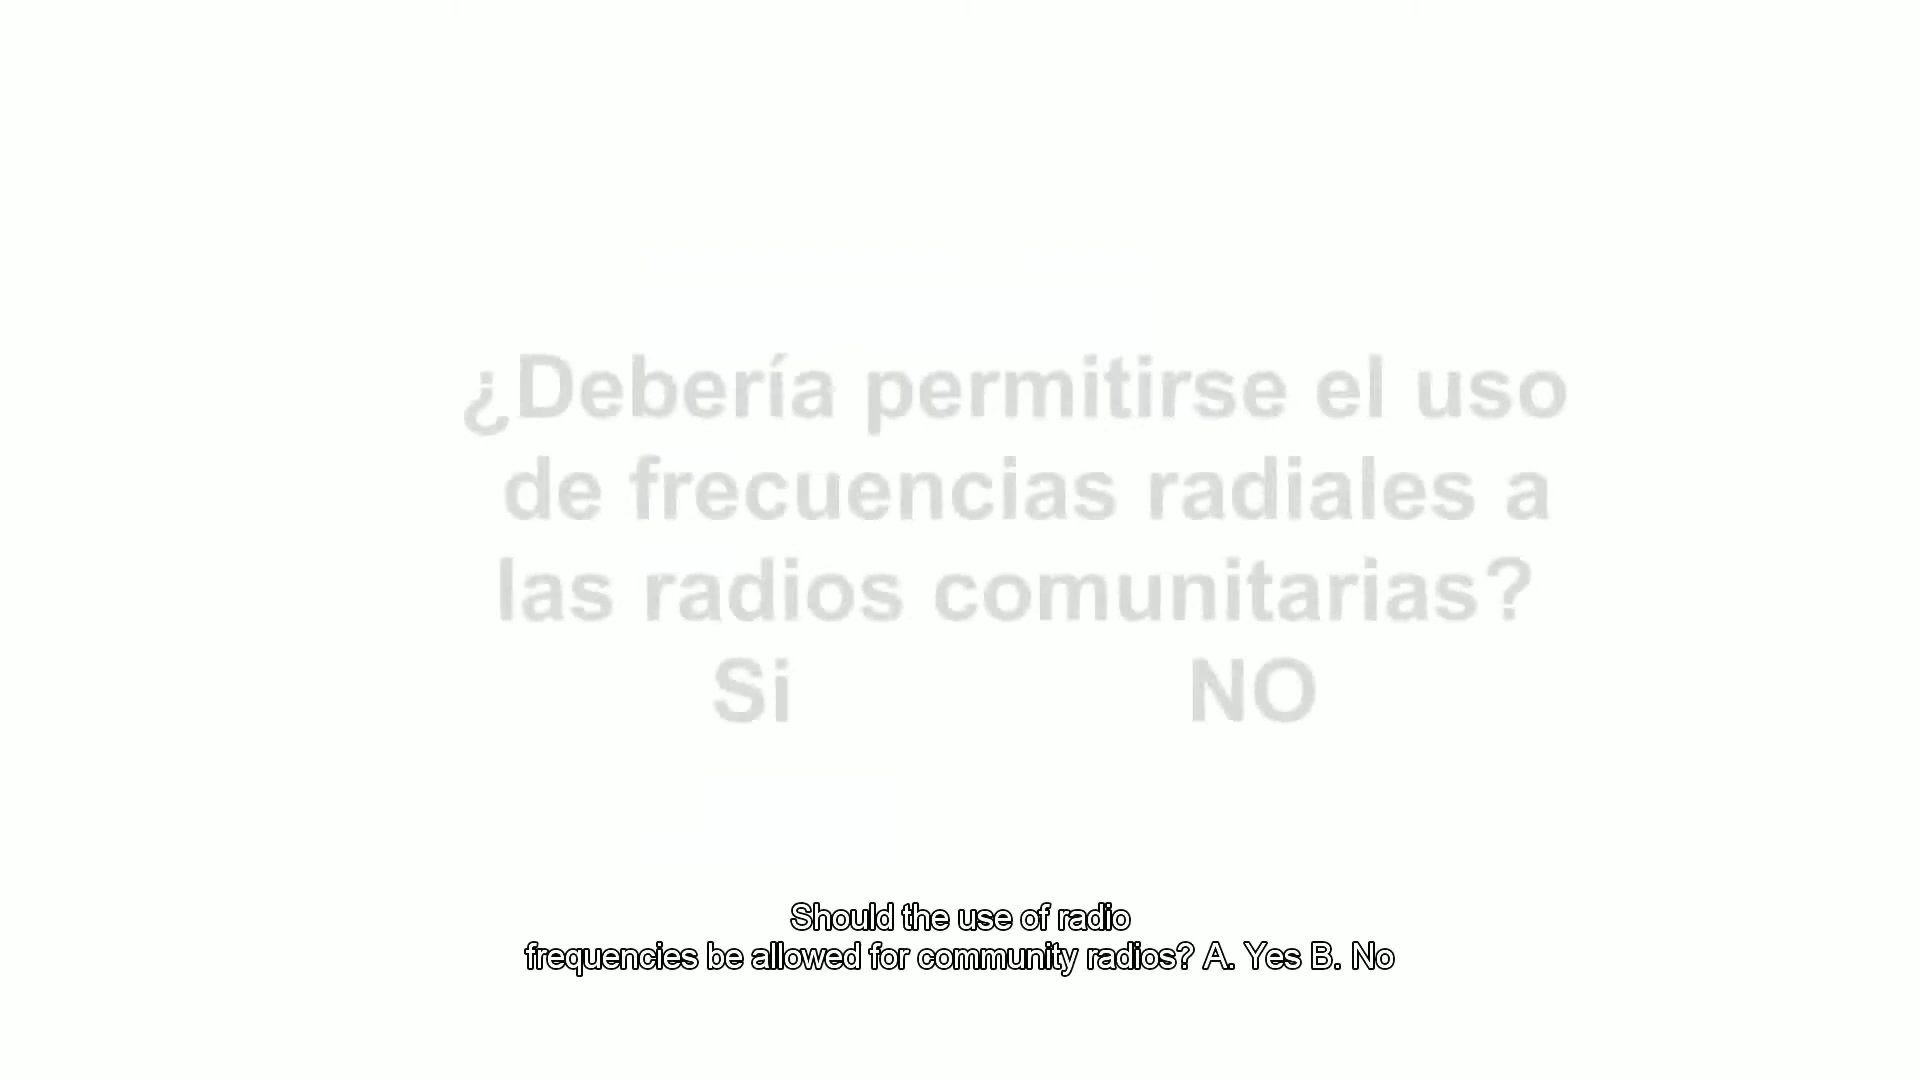 ¿Debería permitirse el uso
de frecuencias radiales a
las radios comunitarias?
Si NO
Should the use of radio
frequencies be allowed for community radios? A. Yes B. No